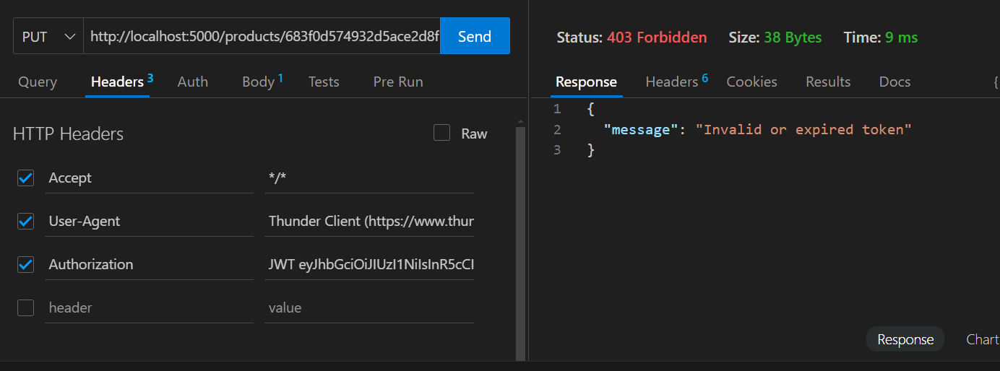 PUT
http://localhost:5000/products/683f0d574932d5ace2d8f
Send
Query
Headers 3
Auth
Body 1
Tests
Pre Run
HTTP Headers
Raw
Accept
*/*
User-Agent
Thunder Client (https://www.thun
Authorization
JWT eyJhbGciOiJIUzI1NiIsInR5cCI
header
value
Status: 403 Forbidden
Size: 38 Bytes
Time: 9 ms
Response
Headers 6
Cookies
Results
Docs
{
1 {
2 "message": "Invalid or expired token"
3 }
Response
Chart